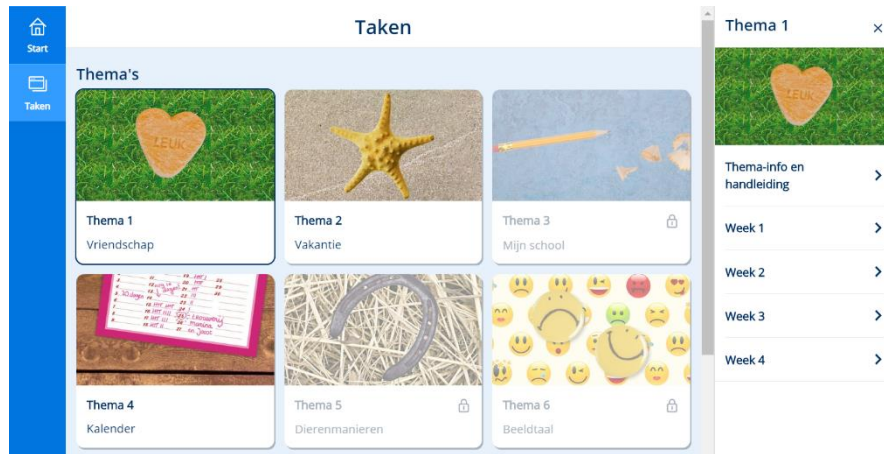 Start
Taken
Taken
Thema's
LEUK
Thema 1
Vriendschap
Thema 2
Vakantie
Thema 3
Mijn school
Thema 4
Kalender
Thema 5
Dierenmanieren
Thema 6
Beeldtaal
Thema 1
LEUK
Thema-info en
handleiding
Week 1
Week 2
Week 3
Week 4